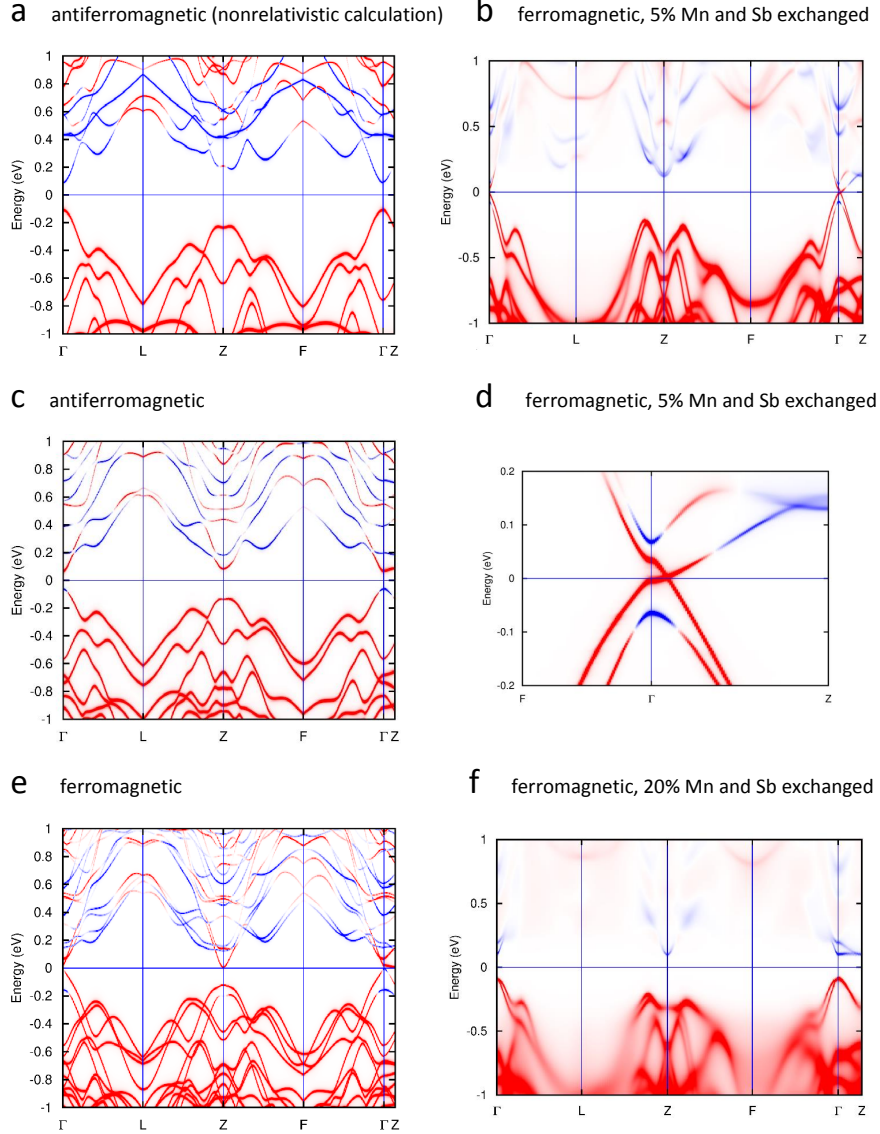 a antiferromagnetic (nonrelativistic calculation)
1
0.8
0.6
0.4
0.2
0
-0.2
-0.4
-0.6
-0.8
-1
Energy (eV)
Γ L Z F Γ Z
b ferromagnetic, 5% Mn and Sb exchanged
1
0.5
0
-0.5
-1
Energy (eV)
Γ L Z F Γ Z
c antiferromagnetic
1
0.8
0.6
0.4
0.2
0
-0.2
-0.4
-0.6
-0.8
-1
Energy (eV)
Γ L Z F Γ Z
d ferromagnetic, 5% Mn and Sb exchanged
0.2
0.1
0
-0.1
-0.2
Energy (eV)
F Γ Z
e ferromagnetic
1
0.8
0.6
0.4
0.2
0
-0.2
-0.4
-0.6
-0.8
-1
Energy (eV)
Γ L Z F Γ Z
f ferromagnetic, 20% Mn and Sb exchanged
1
0.5
0
-0.5
-1
Energy (eV)
Γ L Z F Γ Z